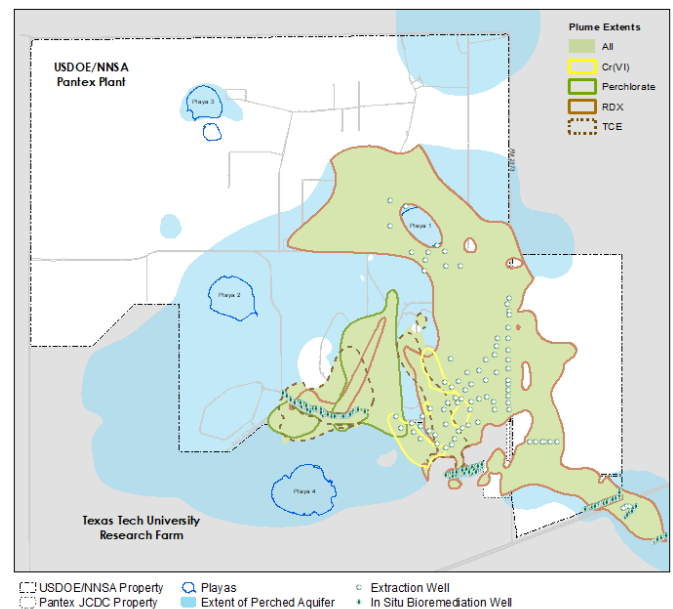 USDOE/NNSA
Pantex Plant
Plume Extents
All
Cr(VI)
Perchlorate
RDX
TCE
Playa 3
Playa 1
Playa 2
Playa 4
Texas Tech University
Research Farm
USDOE/NNSA Property
Playas
Extraction Well
Pantex JCDC Property
Extent of Perched Aquifer
In Situ Bioremediation Well